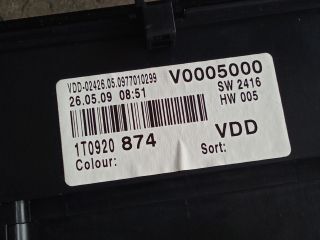 VDD-02426.05.0977010299 V0005000
26.05.09 08:51 SW 2416
HW 005
1T0920 874 VDD
Colour: Sort: